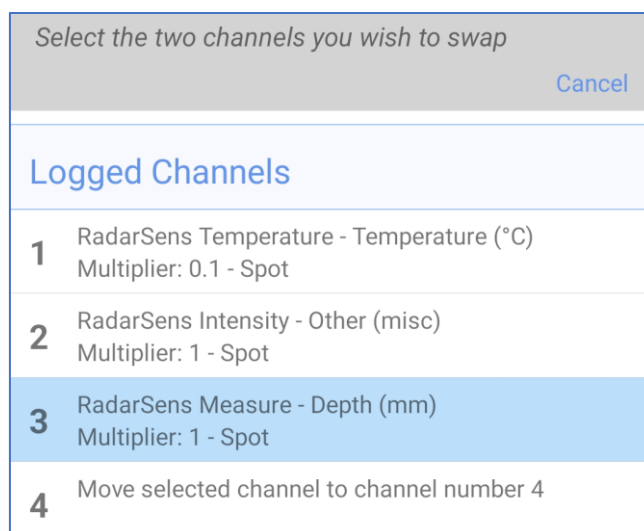 Select the two channels you wish to swap
Cancel
Logged Channels
1
RadarSens Temperature - Temperature (°C)
Multiplier: 0.1 - Spot
2
RadarSens Intensity - Other (misc)
Multiplier: 1 - Spot
3
RadarSens Measure - Depth (mm)
Multiplier: 1 - Spot
4
Move selected channel to channel number 4